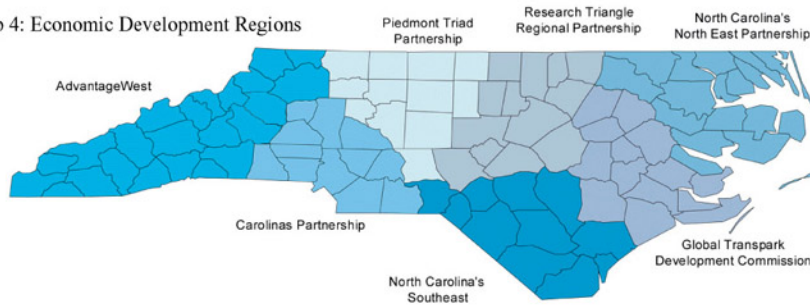 4: Economic Development Regions
Piedmont Triad
Partnership
Research Triangle
Regional Partnership
North Carolina's
North East Partnership
AdvantageWest
Carolinas Partnership
North Carolina's
Southeast
Global Transpark
Development Commission